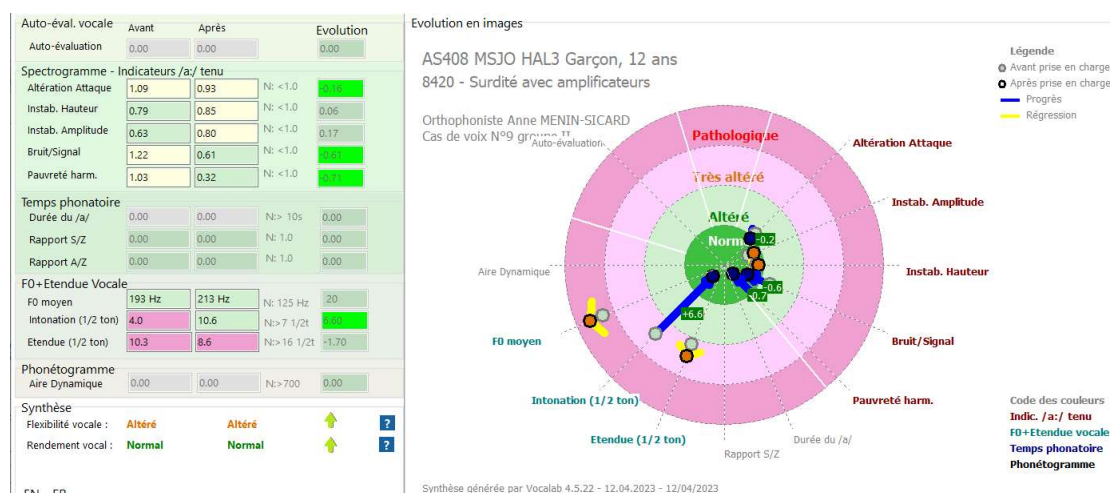 Auto-éval. vocale Avant Après Evolution
Auto-évaluation 0.00 0.00 0.00
Spectrogramme - Indicateurs /a:/ tenu
Altération Attaque 1.09 0.93 N: <1.0 -0.16
Instab. Hauteur 0.79 0.85 N: <1.0 0.06
Instab. Amplitude 0.63 0.80 N: <1.0 0.17
Bruit/Signal 1.22 0.61 N: <1.0 -0.61
Pauvreté harm. 1.03 0.32 N: <1.0 -0.71
Temps phonatoire
Durée du /a/ 0.00 0.00 N:> 10s 0.00
Rapport S/Z 0.00 0.00 N: 1.0 0.00
Rapport A/Z 0.00 0.00 N: 1.0 0.00
F0+Etendue Vocale
F0 moyen 193 Hz 213 Hz N: 125 Hz 20
Intonation (1/2 ton) 4.0 10.6 N:>7 1/2t 6.60
Etendue (1/2 ton) 10.3 8.6 N:>16 1/2t -1.70
Phonétogramme
Aire Dynamique 0.00 0.00 N:>700 0.00
Synthèse
Flexibilité vocale : Altéré Altéré ?
Rendement vocal : Normal Normal ?
Evolution en images
AS408 MSJO HAL3 Garçon, 12 ans
8420 - Surdité avec amplificateurs
Orthophoniste Anne MENIN-SICARD
Cas de voix N°9 groupe II
Légende
Avant prise en charge
Après prise en charge
Progrès
Régression
Auto-évaluation
Pathologique
Altération Attaque
Très altéré
Instab. Amplitude
Altéré
Norm
-0.2
Aire Dynamique
Instab. Hauteur
-0.6
-0.7
+6.6
F0 moyen
Bruit/Signal
Intonation (1/2 ton)
Pauvreté harm.
Etendue (1/2 ton)
Durée du /a/
Rapport S/Z
Code des couleurs
Indic. /a:/ tenu
F0+Etendue vocale
Temps phonatoire
Phonétogramme
Synthèse générée par Vocalab 4.5.22 - 12.04.2023 - 12/04/2023